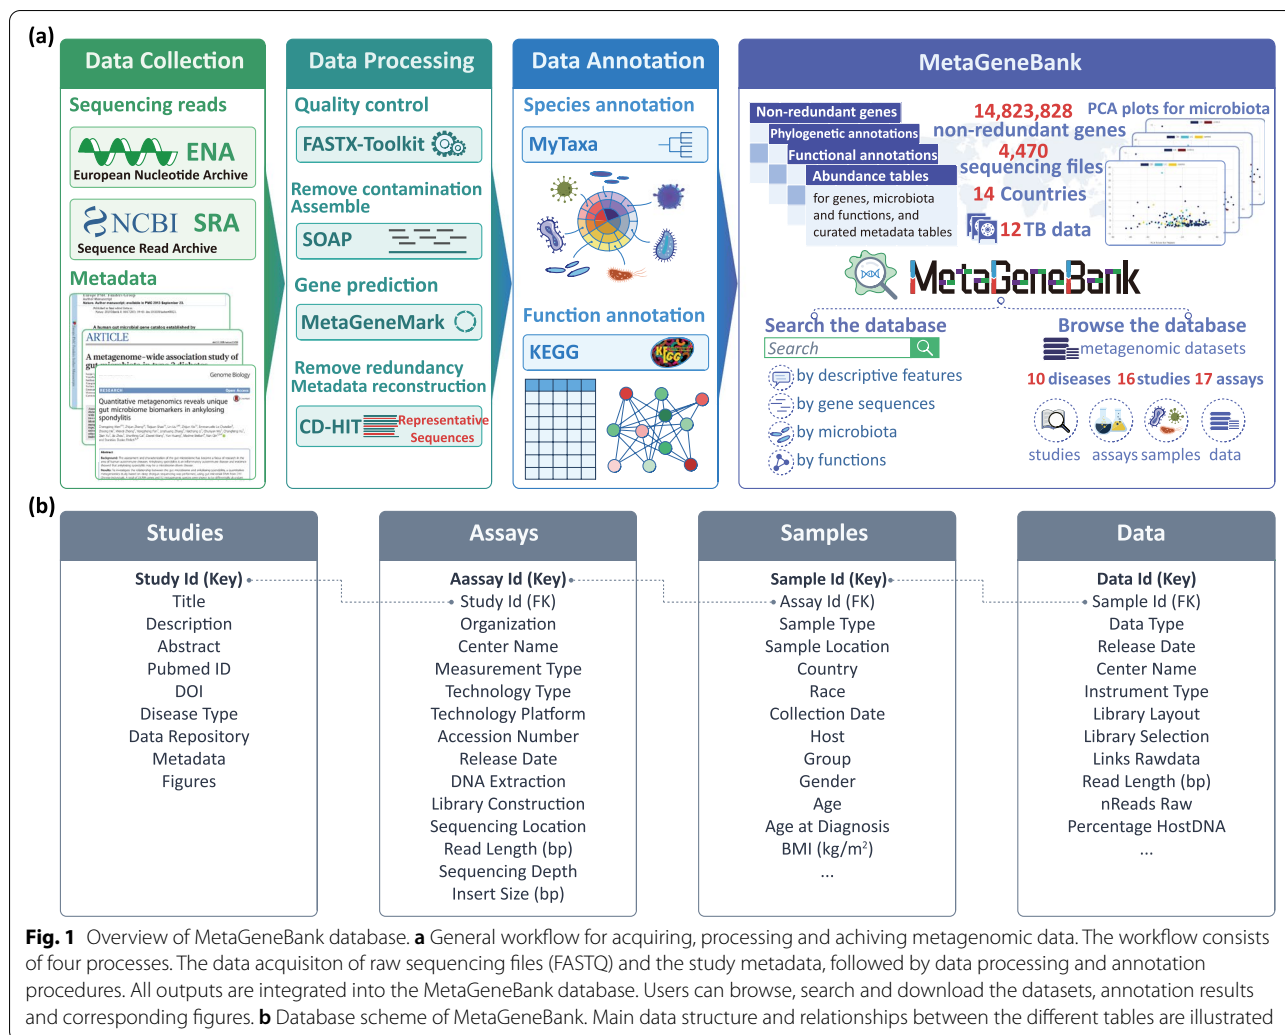 (a)
Data Collection
Sequencing reads
ENA
European Nucleotide Archive
NCBI SRA
Sequence Read Archive
Metadata
A human gut microbial gene catalog established by
ARTICLE
A metagenome-wide association study of
RESEARCH
Genome Biology
Open Access
Quantitative metagenomics reveals unique
gut microbiome biomarkers in ankylosing
spondylitis
Abstract
Data Processing
Quality control
FASTX-Toolkit
Remove contamination
Assemble
SOAP
Gene prediction
MetaGeneMark
Remove redundancy
Metadata reconstruction
CD-HIT
Representative
Sequences
Data Annotation
Species annotation
MyTaxa
Function annotation
KEGG
KEGG
MetaGeneBank
Non-redundant genes
Phylogenetic annotations
Functional annotations
Abundance tables
for genes, microbiota
and functions, and
curated metadata tables
14,823,828
non-redundant genes
4,470
sequencing files
14 Countries
12 TB data
PCA plots for microbiota
MetaGeneBank
Search the database
Search
by descriptive features
by gene sequences
by microbiota
by functions
Browse the database
metagenomic datasets
10 diseases 16 studies 17 assays
studies assays samples data
(b)
Studies
Study Id (Key)
Title
Description
Abstract
Pubmed ID
DOI
Disease Type
Data Repository
Metadata
Figures
Assays
Aassay Id (Key)
Study Id (FK)
Organization
Center Name
Measurement Type
Technology Type
Technology Platform
Accession Number
Release Date
DNA Extraction
Library Construction
Sequencing Location
Read Length (bp)
Sequencing Depth
Insert Size (bp)
Samples
Sample Id (Key)
Assay Id (FK)
Sample Type
Sample Location
Country
Race
Collection Date
Host
Group
Gender
Age
Age at Diagnosis
BMI (kg/m²)
...
Data
Data Id (Key)
Sample Id (FK)
Data Type
Release Date
Center Name
Instrument Type
Library Layout
Library Selection
Links Rawdata
Read Length (bp)
nReads Raw
Percentage HostDNA
...
Fig. 1 Overview of MetaGeneBank database. a General workflow for acquiring, processing and achiving metagenomic data. The workflow consists
of four processes. The data acquisiton of raw sequencing files (FASTQ) and the study metadata, followed by data processing and annotation
procedures. All outputs are integrated into the MetaGeneBank database. Users can browse, search and download the datasets, annotation results
and corresponding figures. b Database scheme of MetaGeneBank. Main data structure and relationships between the different tables are illustrated